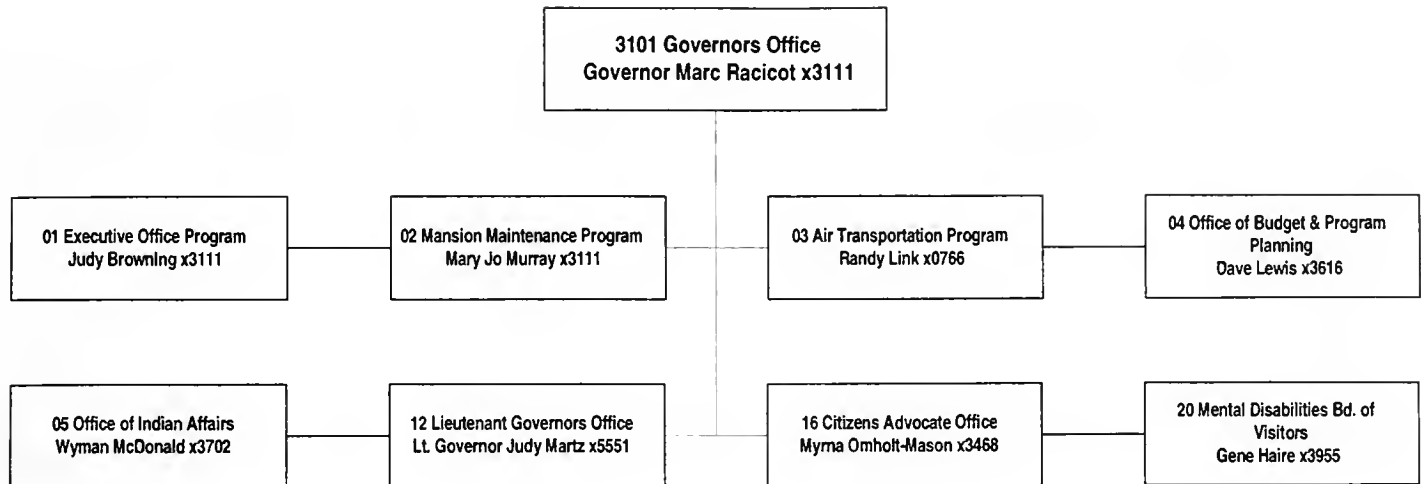 3101 Governors Office
Governor Marc Racicot x3111
01 Executive Office Program
Judy Browning x3111
02 Mansion Maintenance Program
Mary Jo Murray x3111
03 Air Transportation Program
Randy Link x0766
04 Office of Budget & Program
Planning
Dave Lewis x3616
05 Office of Indian Affairs
Wyman McDonald x3702
12 Lieutenant Governors Office
Lt. Governor Judy Martz x5551
16 Citizens Advocate Office
Myrna Omholt-Mason x3468
20 Mental Disabilities Bd. of
Visitors
Gene Haire x3955